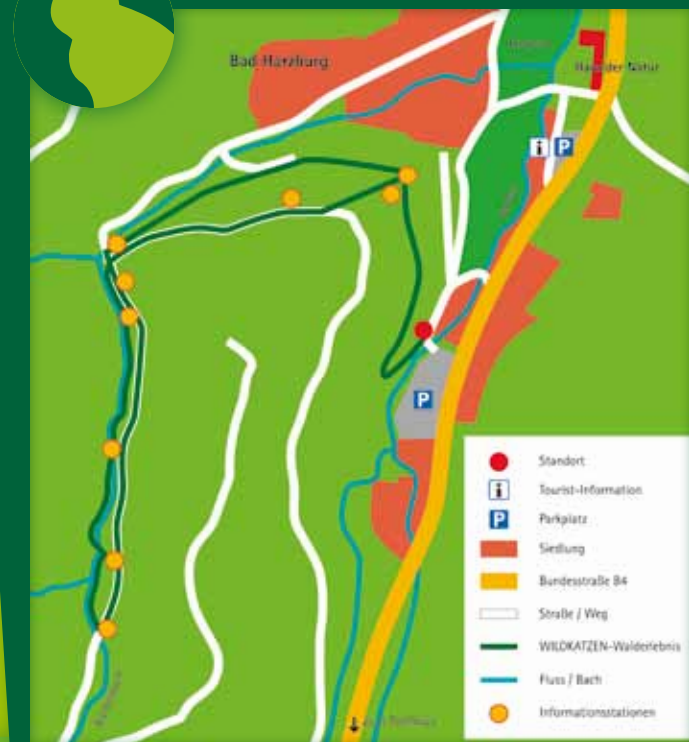 Bad Harzburg
Haus der Natur
i
P
P
Standort
i
Tourist-Information
P
Parkplatz
Siedlung
Bundesstraße B4
Straße / Weg
WILDKATZEN-Walderlebnis
Fluss / Bach
Informationsstationen